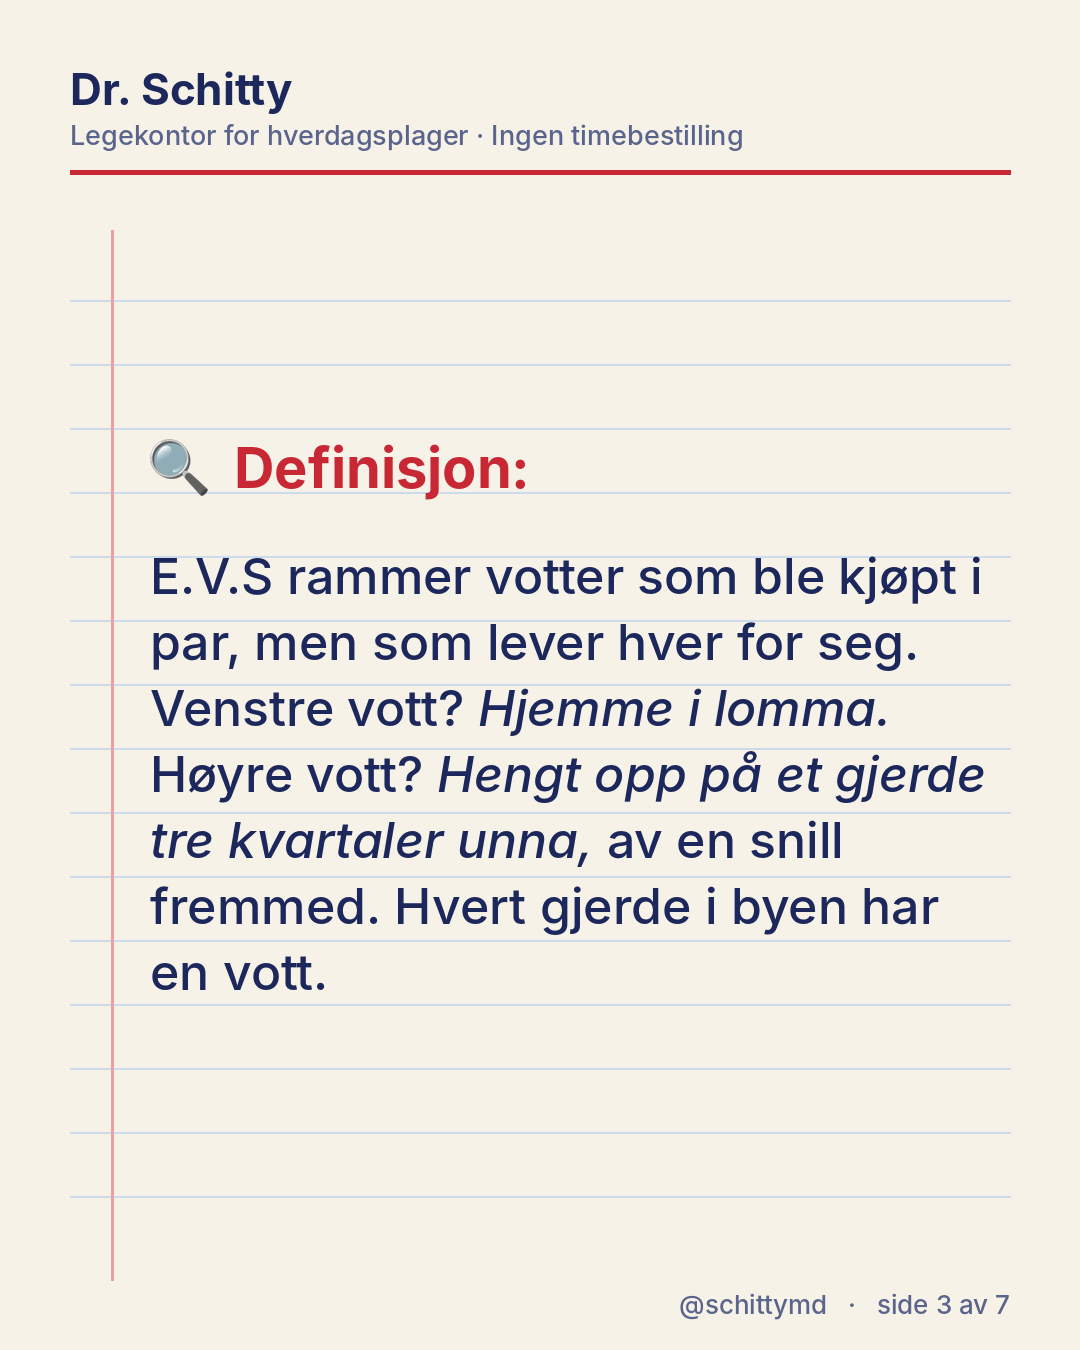 Dr. Schitty
Legekontor for hverdagsplager · Ingen timebestilling
🔍 Definisjon:
E.V.S rammer votter som ble kjøpt i
par, men som lever hver for seg.
Venstre vott? Hjemme i lomma.
Høyre vott? Hengt opp på et gjerde
tre kvartaler unna, av en snill
fremmed. Hvert gjerde i byen har
en vott.
@schittymd · side 3 av 7